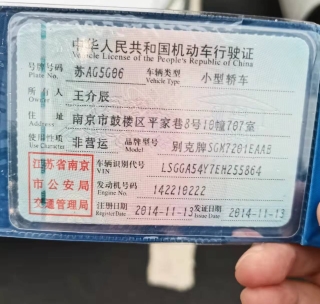 中华人民共和国机动车行驶证
Vehicle License of the People's Republic of China
号牌号码 苏AG5G06 车辆类型 小型轿车
Plate No. Vehicle Type
所有人 王介辰
Owner
住址 南京市鼓楼区平家巷8号10幢707室
Address
使用性质 非营运 品牌型号 别克牌SGM7201EAAB
Use Character Model
江苏省南京
市公安局
交通管理局
车辆识别代号 LSGGA54Y7EH255864
VIN
发动机号码 142210222
Engine No.
注册日期 2014-11-13 发证日期 2014-11-13
Register Date Issue Date